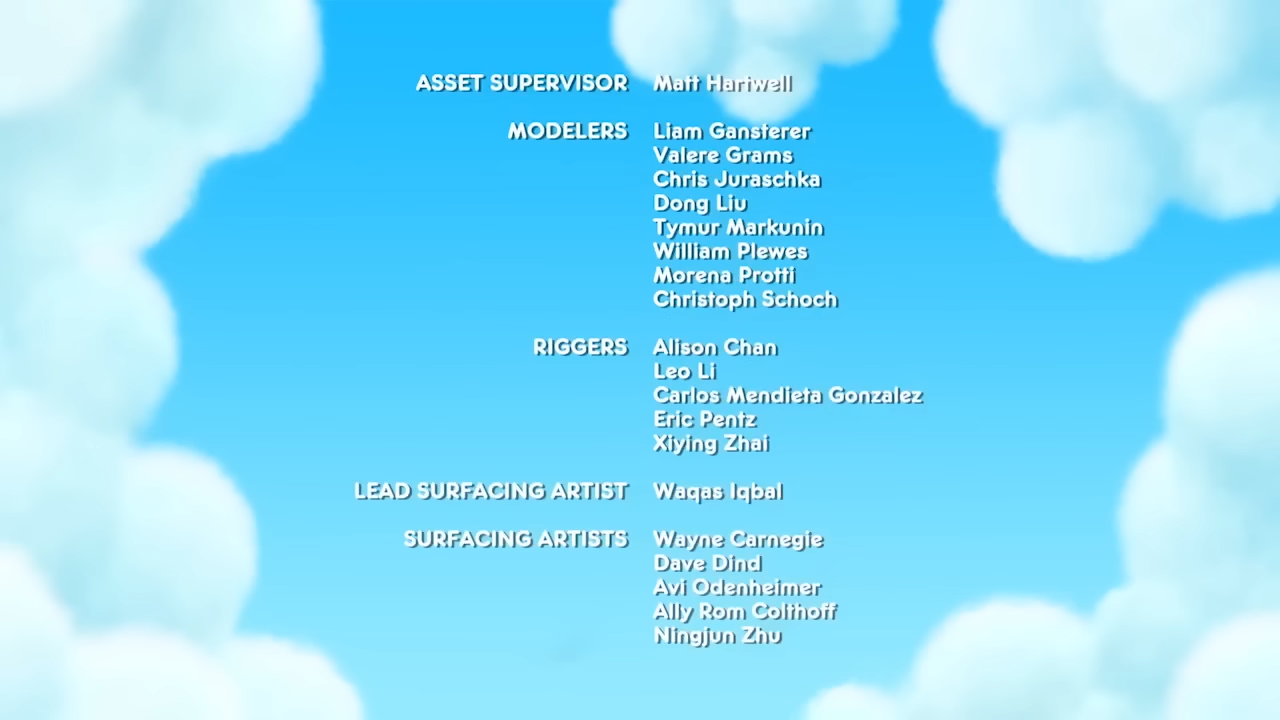 ASSET SUPERVISOR Matt Hartwell
MODELERS Liam Gansterer
Valere Grams
Chris Juraschka
Dong Liu
Tymur Markunin
William Plewes
Morena Protti
Christoph Schoch
RIGGERS Alison Chan
Leo Li
Carlos Mendieta Gonzalez
Eric Pentz
Xiying Zhai
LEAD SURFACING ARTIST Waqas Iqbal
SURFACING ARTISTS Wayne Carnegie
Dave Dind
Avi Odenheimer
Ally Rom Colthoff
Ningjun Zhu